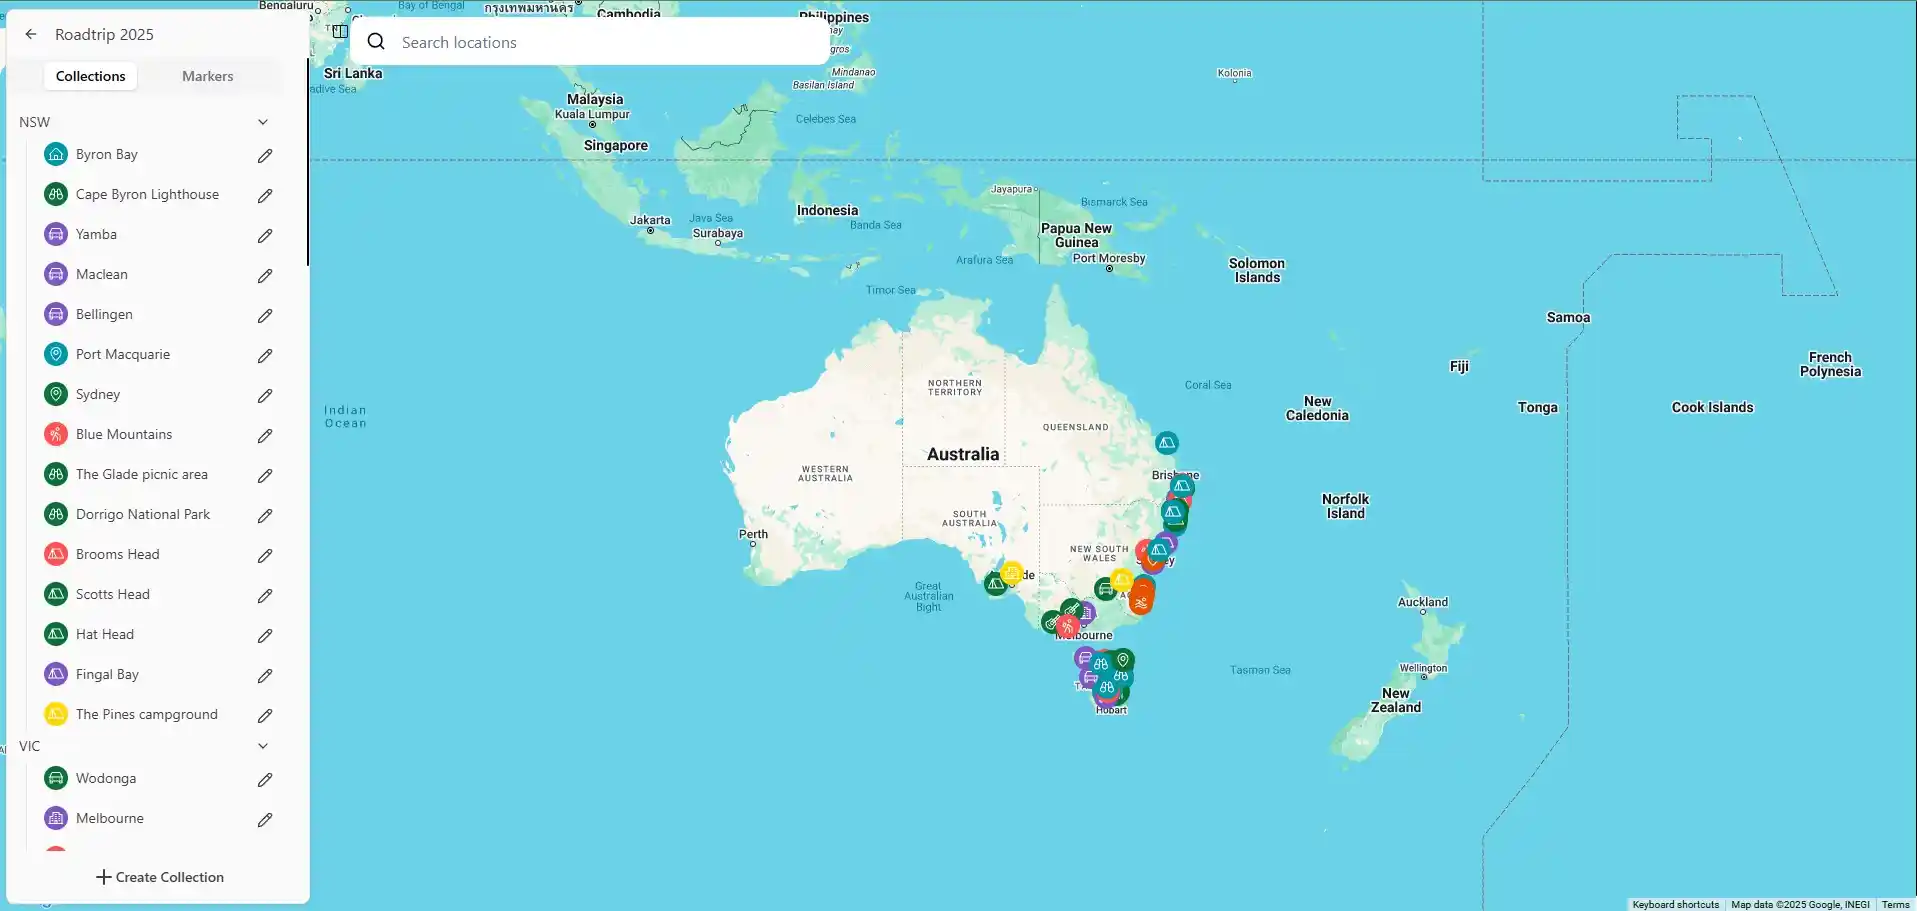 Roadtrip 2025
Collections
Markers
NSW
Byron Bay
Cape Byron Lighthouse
Yamba
Maclean
Bellingen
Port Macquarie
Sydney
Blue Mountains
The Glade picnic area
Dorrigo National Park
Brooms Head
Scotts Head
Hat Head
Fingal Bay
The Pines campground
VIC
Wodonga
Melbourne
Create Collection
Search locations
Bengaluru
Bay of Bengal
กรุงเทพมหานคร
Cambodia
Philippines
Sri Lanka
Mindanao
Basilan Island
Malaysia
Kuala Lumpur
Singapore
Celebes Sea
Kolonia
Jayapura
Bismarck Sea
Indonesia
Banda Sea
Jakarta
Java Sea
Surabaya
Papua New
Guinea
Port Moresby
Arafura Sea
Solomon
Islands
Timor Sea
Samoa
Fiji
French
Polynesia
Coral Sea
New
Caledonia
Tonga
Cook Islands
Indian
Ocean
NORTHERN
TERRITORY
QUEENSLAND
Australia
WESTERN
AUSTRALIA
SOUTH
AUSTRALIA
Brisbane
Norfolk
Island
Perth
NEW SOUTH
WALES
Great
Australian
Bight
Melbourne
Hobart
Tasman Sea
Auckland
Wellington
New
Zealand
Keyboard shortcuts
Map data ©2025 Google, INEGI
Terms